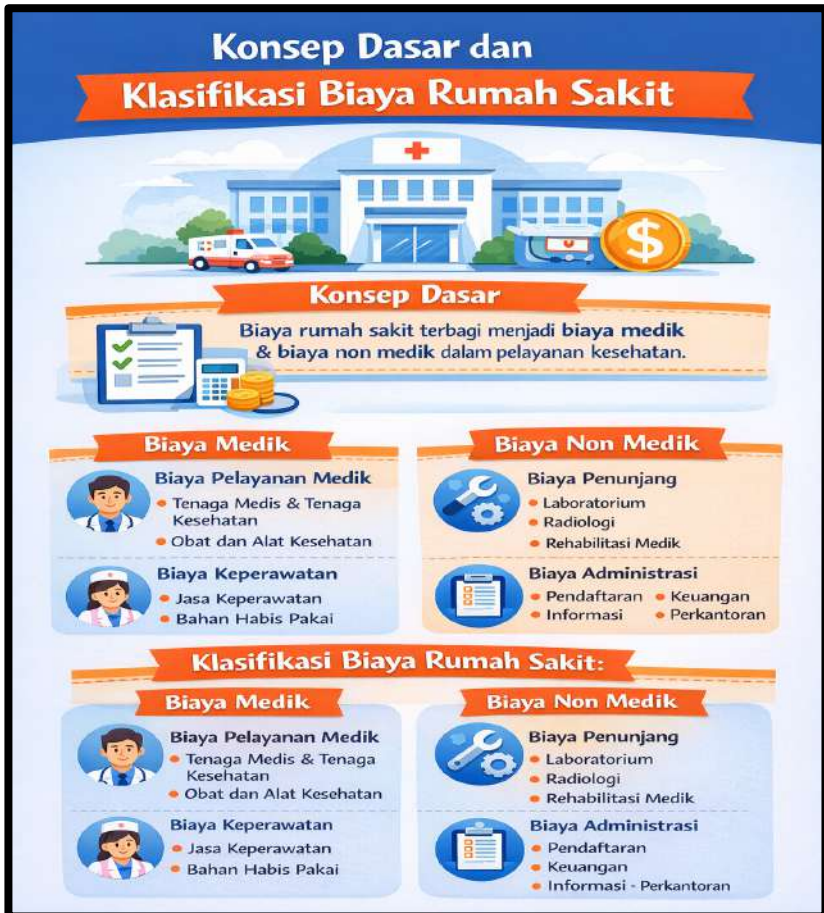 Konsep Dasar dan
Klasifikasi Biaya Rumah Sakit
$
Konsep Dasar
Biaya rumah sakit terbagi menjadi biaya medik
& biaya non medik dalam pelayanan kesehatan.
Biaya Medik
Biaya Pelayanan Medik
• Tenaga Medis & Tenaga
Kesehatan
• Obat dan Alat Kesehatan
Biaya Keperawatan
• Jasa Keperawatan
• Bahan Habis Pakai
Biaya Non Medik
Biaya Penunjang
• Laboratorium
• Radiologi
• Rehabilitasi Medik
Biaya Administrasi
• Pendaftaran • Keuangan
• Informasi • Perkantoran
Klasifikasi Biaya Rumah Sakit:
Biaya Medik
Biaya Pelayanan Medik
• Tenaga Medis & Tenaga
Kesehatan
• Obat dan Alat Kesehatan
Biaya Keperawatan
• Jasa Keperawatan
• Bahan Habis Pakai
Biaya Non Medik
Biaya Penunjang
• Laboratorium
• Radiologi
• Rehabilitasi Medik
Biaya Administrasi
• Pendaftaran
• Keuangan
• Informasi - Perkantoran